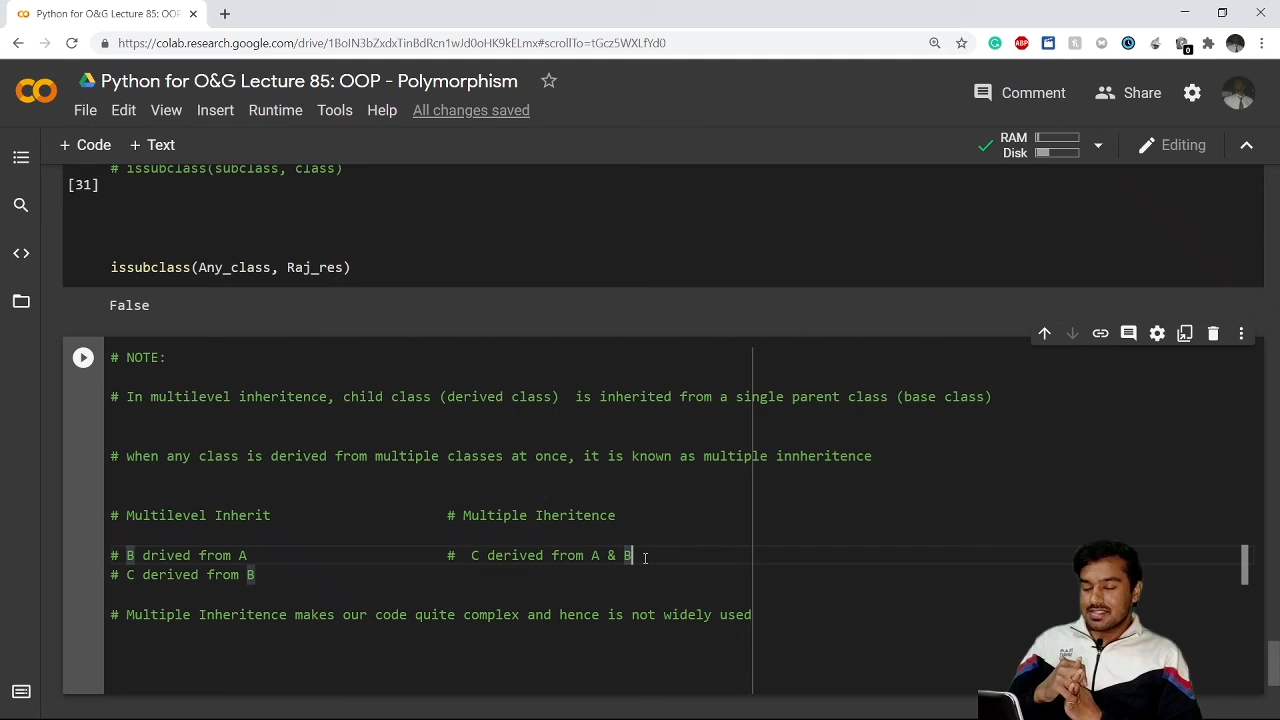 Python for O&G Lecture 85: OOP
https://colab.research.google.com/drive/
Python for O&G Lecture 85: OOP - Polymorphism
Comment
Share
File Edit View Insert Runtime Tools Help All changes saved
+ Code + Text
RAM
Disk
Editing
# issubclass(subclass, class)
[31]
issubclass(Any_class, Raj_res)
False
# NOTE:
# In multilevel inheritence, child class (derived class)  is inherited from a single parent class (base class)
# when any class is derived from multiple classes at once, it is known as multiple innheritence
# Multilevel Inherit # Multiple Iheritence
# B drived from A #  C derived from A & B
# C derived from B
# Multiple Inheritence makes our code quite complex and hence is not widely used